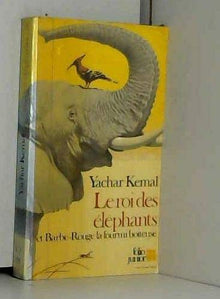 Yachar Kemal
Le roi des
éléphants
et Barbe-Rouge la fourmi boiteuse
folio
junior
Yachar Kemal